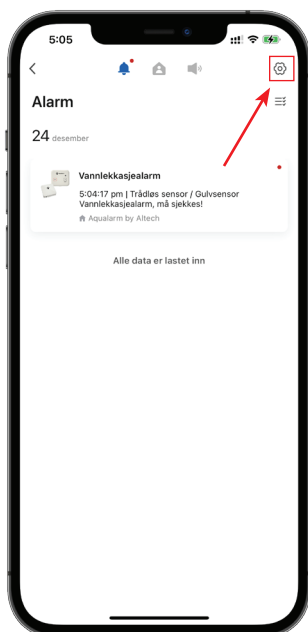 5:05
Alarm
24 desember
Vannlekkasjealarm
5:04:17 pm | Trådløs sensor / Gulvsensor
Vannlekkasjealarm, må sjekkes!
Aqualarm by Altech
Alle data er lastet inn